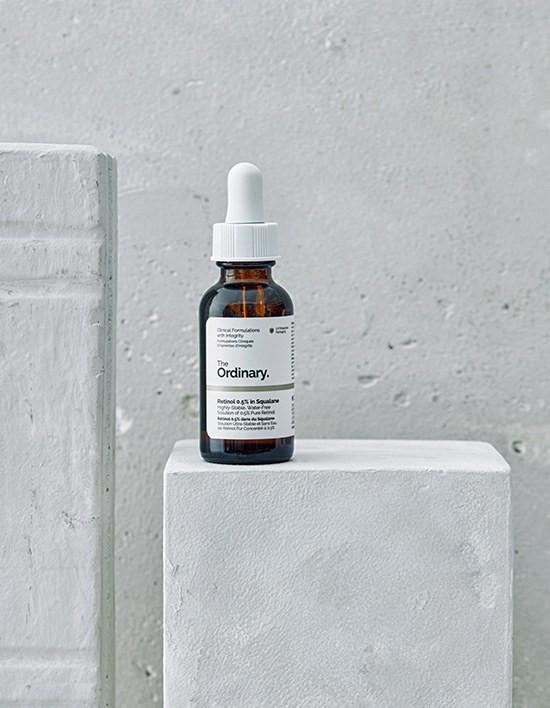 Clinical Formulations
with Integrity
Formulations Cliniques
Empreintes d'Intégrité.
The
Ordinary.
Retinol 0.5% in Squalane
Highly-Stable, Water-Free
Solution of 0.5% Pure Retinol
Retinol 0.5% dans du Squalane
Solution Ultra-Stable et Sans Eau
de Rétinol Pur Concentré à 0.5%